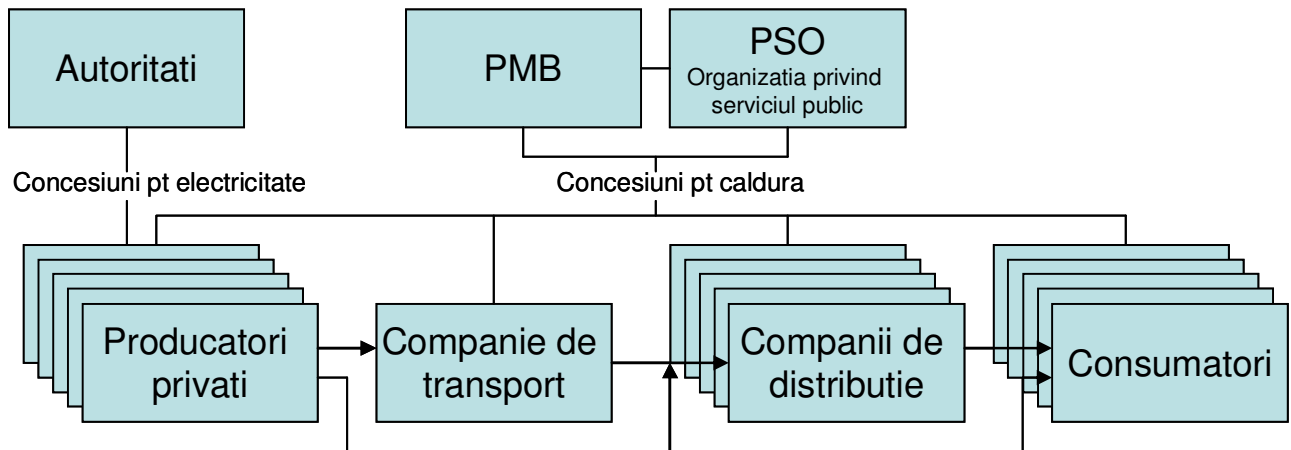 Autoritati
PMB
PSO
Organizatia privind
serviciul public
Concesiuni pt electricitate
Concesiuni pt caldura
Producatori
privati
Companie de
transport
Companii de
distributie
Consumatori